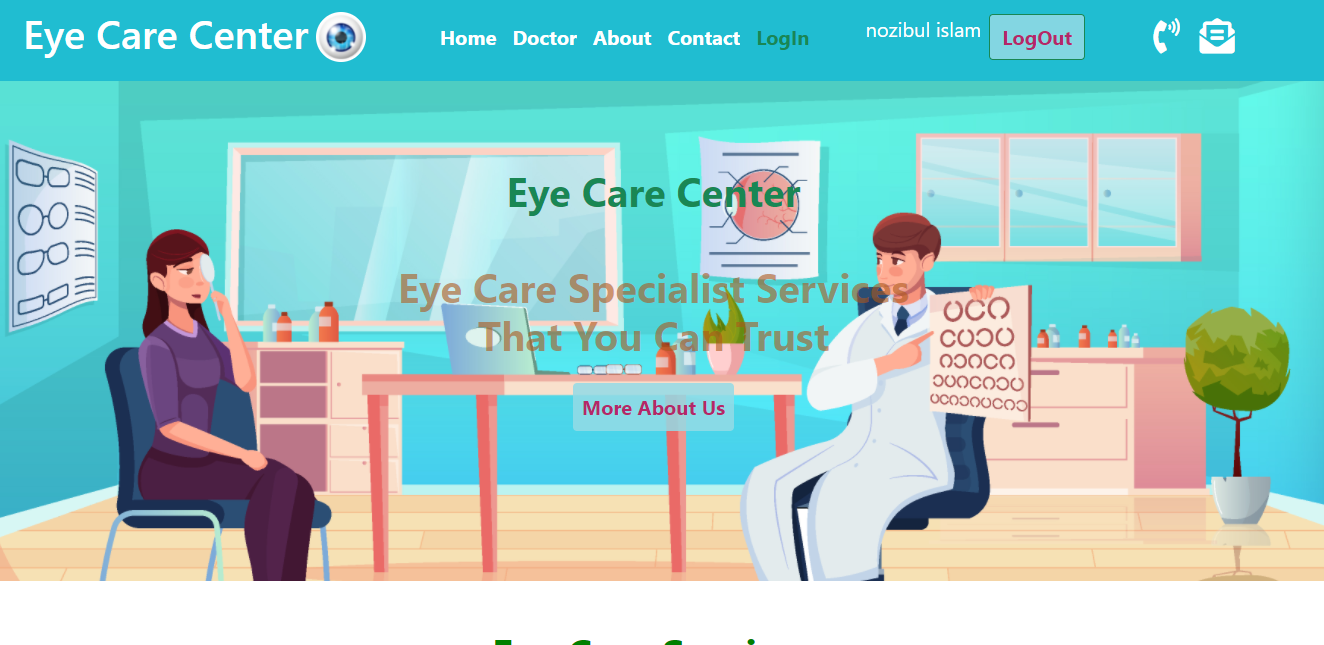 Eye Care Center
Home Doctor About Contact LogIn
nozibul islam LogOut
Eye Care Center
Eye Care Specialist Services
That You Can Trust
More About Us